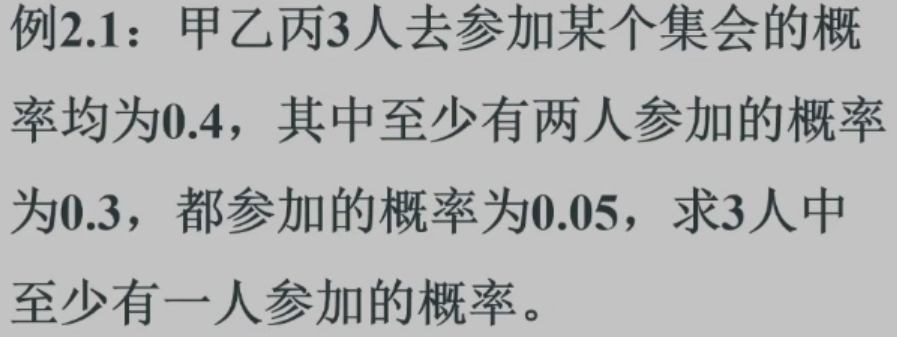 例2.1：甲乙丙3人去参加某个集会的概
率均为0.4，其中至少有两人参加的概率
为0.3，都参加的概率为0.05，求3人中
至少有一人参加的概率。